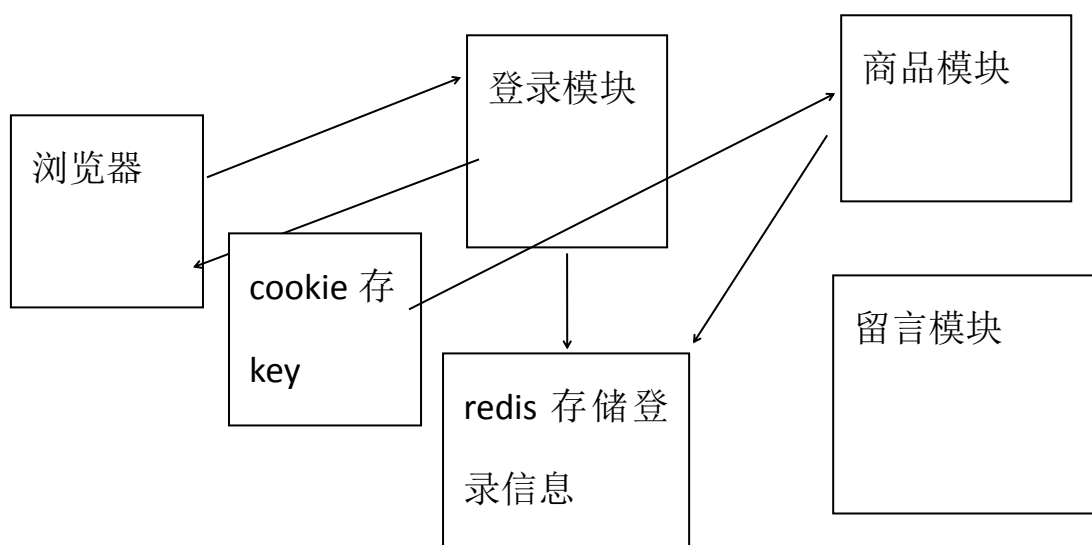 浏览器
登录模块
商品模块
cookie 存
key
redis 存储登
录信息
留言模块